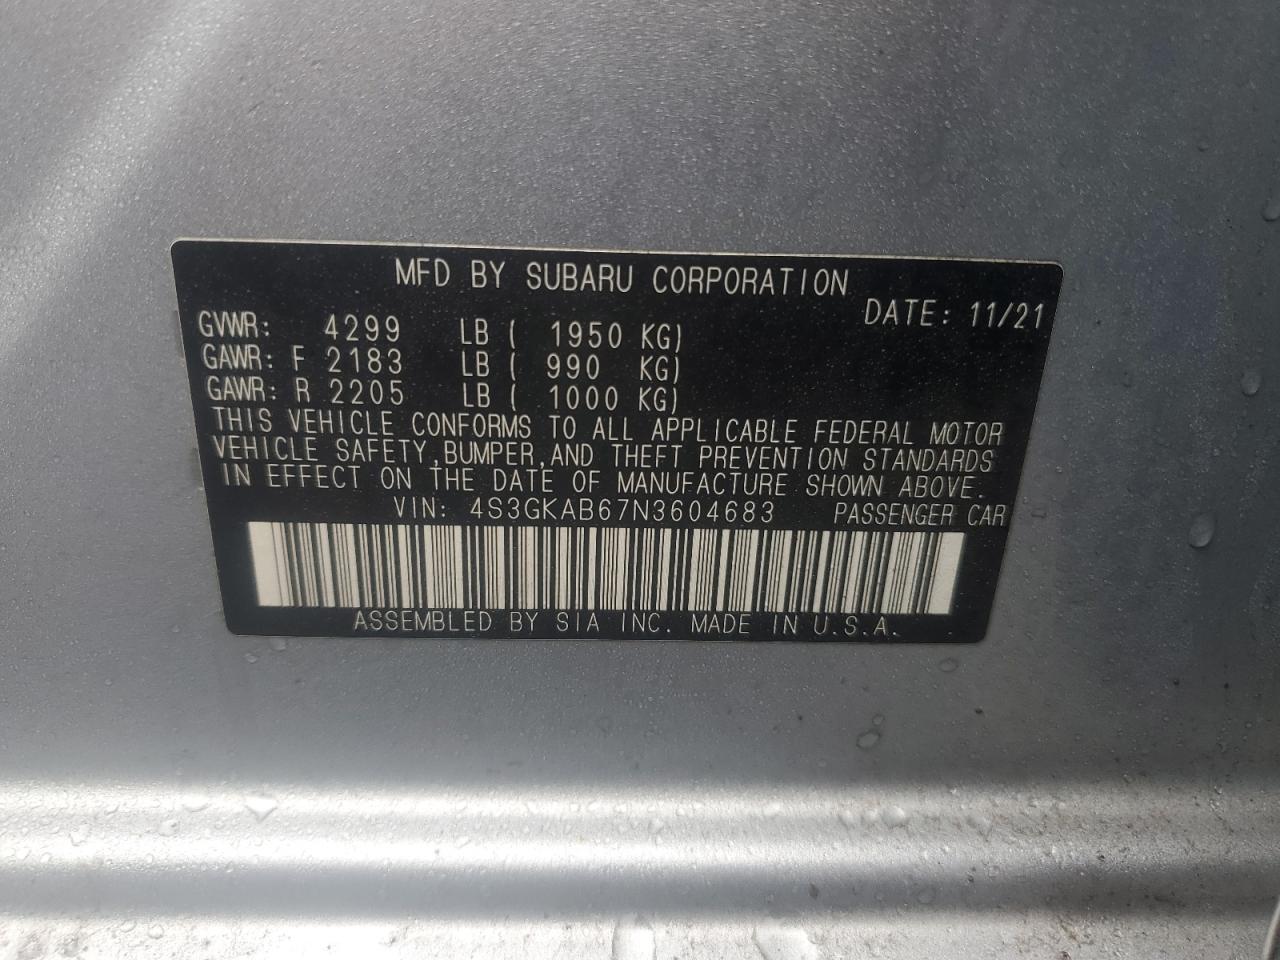 MFD BY SUBARU CORPORATION
DATE: 11/21
GVWR: 4299 LB ( 1950 KG)
GAWR: F 2183 LB ( 990 KG)
GAWR: R 2205 LB ( 1000 KG)
THIS VEHICLE CONFORMS TO ALL APPLICABLE FEDERAL MOTOR
VEHICLE SAFETY, BUMPER, AND THEFT PREVENTION STANDARDS
IN EFFECT ON THE DATE OF MANUFACTURE SHOWN ABOVE.
VIN: 4S3GKAB67N3604683 PASSENGER CAR
ASSEMBLED BY SIA INC. MADE IN U.S.A.